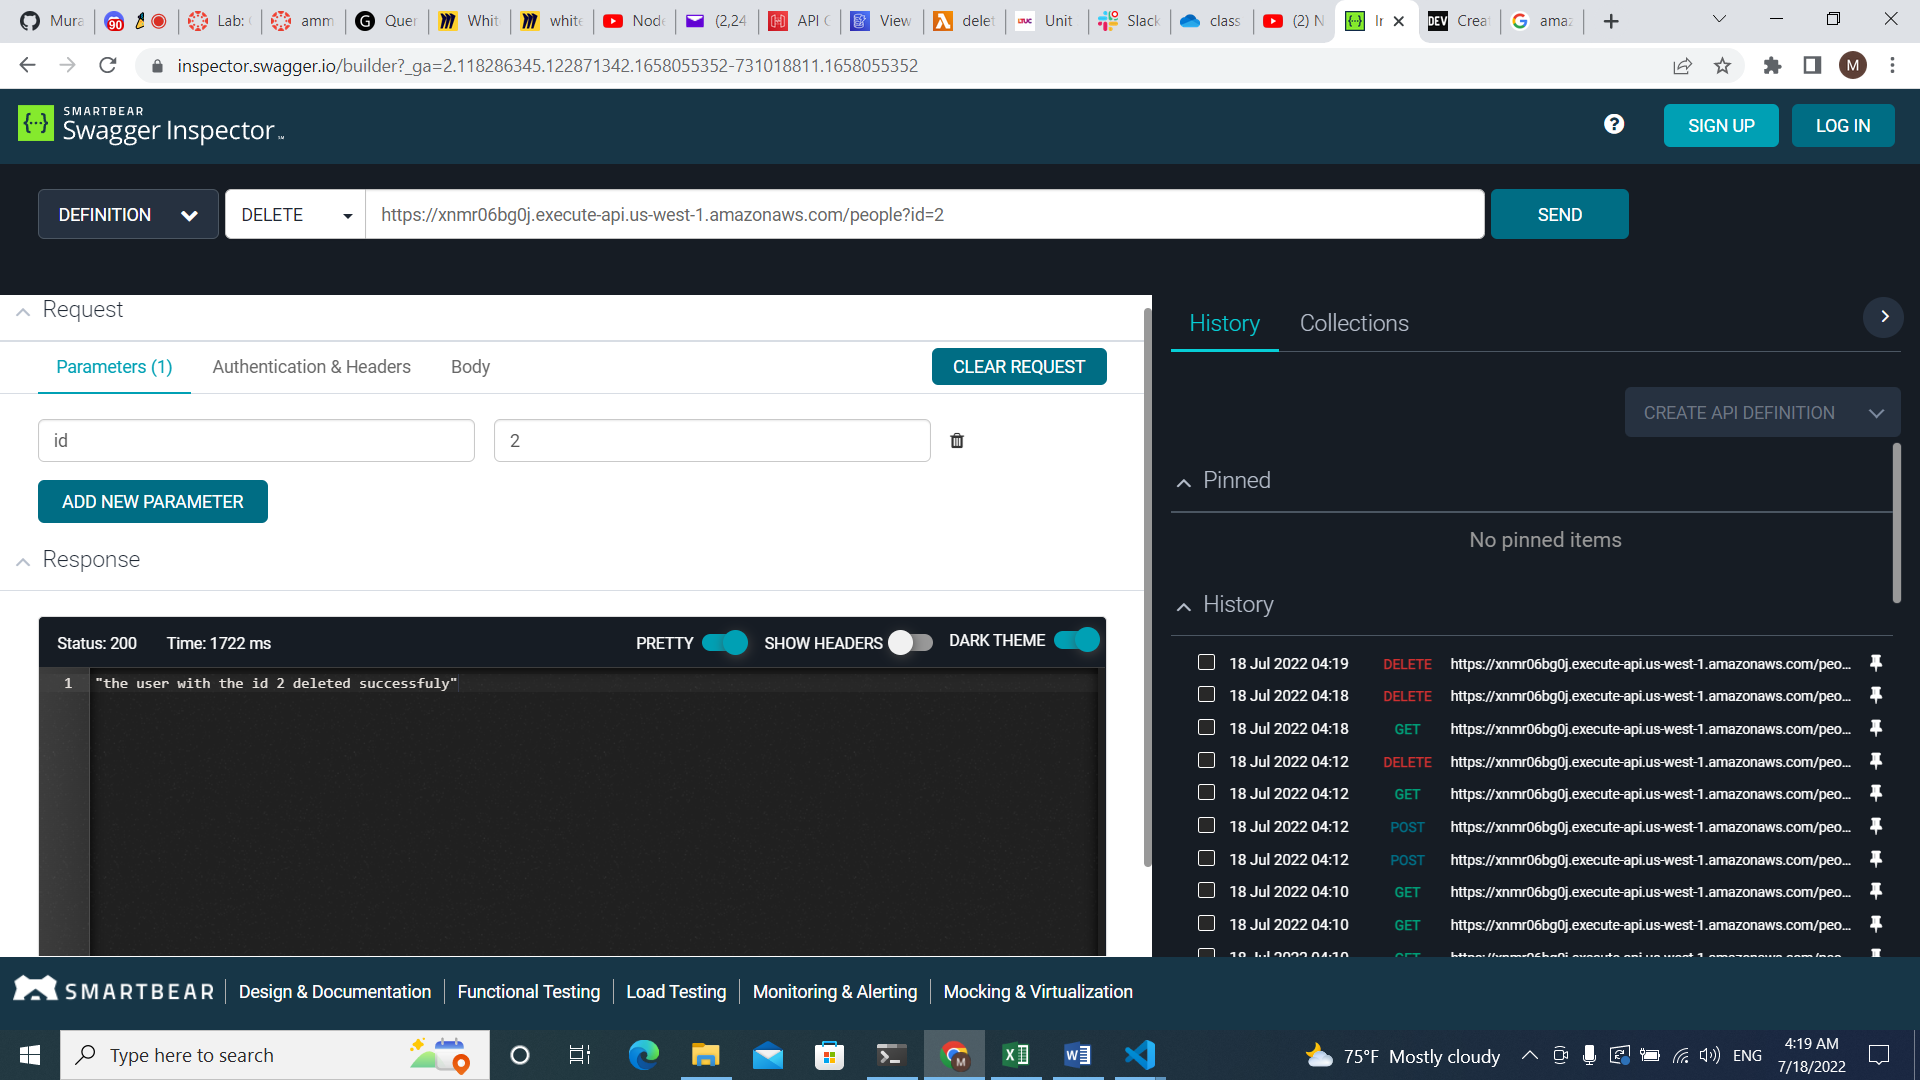 Mura
90
Lab:
amm
Quer
Whit
white
Node
(2,24
API C
View
delet
LTUC
Unit
Slack
class
(2) N
DEV
Crea
amaz
inspector.swagger.io/builder?_ga=2.118286345.122871342.1658055352-731018811.1658055352
M
SMARTBEAR
Swagger Inspector
SIGN UP
LOG IN
DEFINITION
DELETE
https://xnmr06bg0j.execute-api.us-west-1.amazonaws.com/people?id=2
SEND
Request
Parameters (1)
Authentication & Headers
Body
CLEAR REQUEST
id
2
ADD NEW PARAMETER
Response
Status: 200
Time: 1722 ms
PRETTY
SHOW HEADERS
DARK THEME
1
"the user with the id 2 deleted successfuly"
History
Collections
CREATE API DEFINITION
Pinned
No pinned items
History
18 Jul 2022 04:19 DELETE https://xnmr06bg0j.execute-api.us-west-1.amazonaws.com/peo...
18 Jul 2022 04:18 DELETE https://xnmr06bg0j.execute-api.us-west-1.amazonaws.com/peo...
18 Jul 2022 04:18 GET https://xnmr06bg0j.execute-api.us-west-1.amazonaws.com/peo...
18 Jul 2022 04:12 DELETE https://xnmr06bg0j.execute-api.us-west-1.amazonaws.com/peo...
18 Jul 2022 04:12 GET https://xnmr06bg0j.execute-api.us-west-1.amazonaws.com/peo...
18 Jul 2022 04:12 POST https://xnmr06bg0j.execute-api.us-west-1.amazonaws.com/peo...
18 Jul 2022 04:12 POST https://xnmr06bg0j.execute-api.us-west-1.amazonaws.com/peo...
18 Jul 2022 04:10 GET https://xnmr06bg0j.execute-api.us-west-1.amazonaws.com/peo...
18 Jul 2022 04:10 GET https://xnmr06bg0j.execute-api.us-west-1.amazonaws.com/peo...
SMARTBEAR
Design & Documentation
Functional Testing
Load Testing
Monitoring & Alerting
Mocking & Virtualization
Type here to search
75°F Mostly cloudy
ENG
4:19 AM
7/18/2022